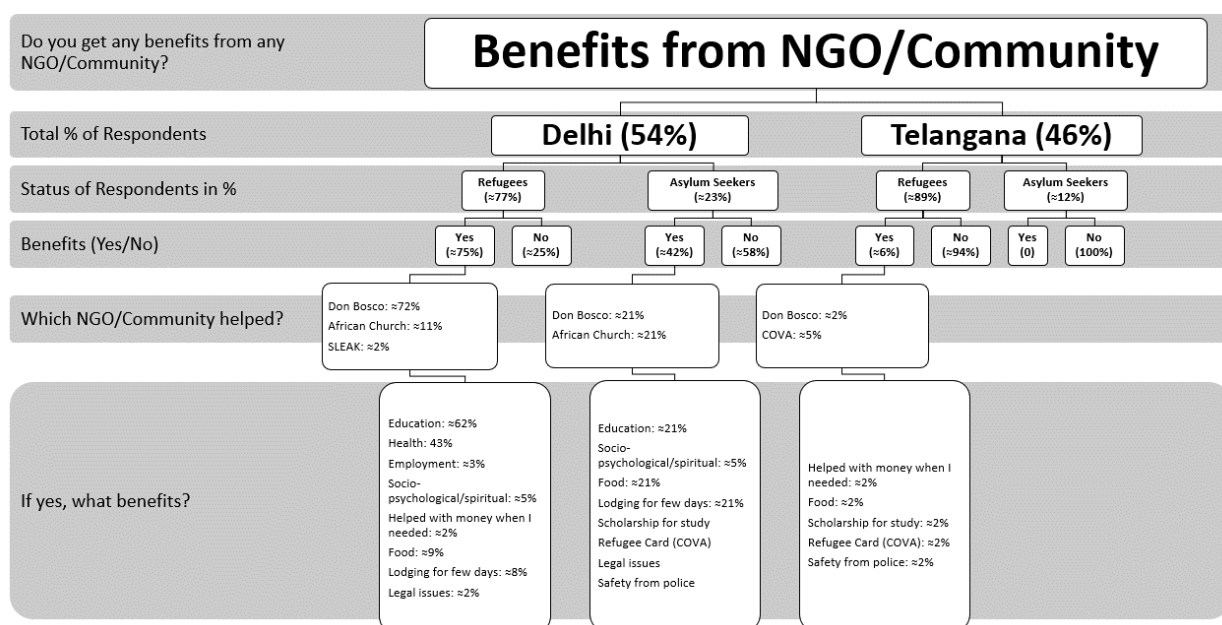 Do you get any benefits from any
NGO/Community?
Benefits from NGO/Community
Total % of Respondents
Delhi (54%)
Telangana (46%)
Status of Respondents in %
Refugees
(≈77%)
Asylum Seekers
(≈23%)
Refugees
(≈89%)
Asylum Seekers
(≈12%)
Benefits (Yes/No)
Yes
(≈75%)
No
(≈25%)
Yes
(≈42%)
No
(≈58%)
Yes
(≈6%)
No
(≈94%)
Yes
(0)
No
(100%)
Which NGO/Community helped?
Don Bosco: ≈72%
African Church: ≈11%
SLEAK: ≈2%
Don Bosco: ≈21%
African Church: ≈21%
Don Bosco: ≈2%
COVA: ≈5%
If yes, what benefits?
Education: ≈62%
Health: 43%
Employment: ≈3%
Socio-
psychological/spiritual: ≈5%
Helped with money when I
needed: ≈2%
Food: ≈9%
Lodging for few days: ≈8%
Legal issues: ≈2%
Education: ≈21%
Socio-
psychological/spiritual: ≈5%
Food: ≈21%
Lodging for few days: ≈21%
Scholarship for study
Refugee Card (COVA)
Legal issues
Safety from police
Helped with money when I
needed: ≈2%
Food: ≈2%
Scholarship for study: ≈2%
Refugee Card (COVA): ≈2%
Safety from police: ≈2%